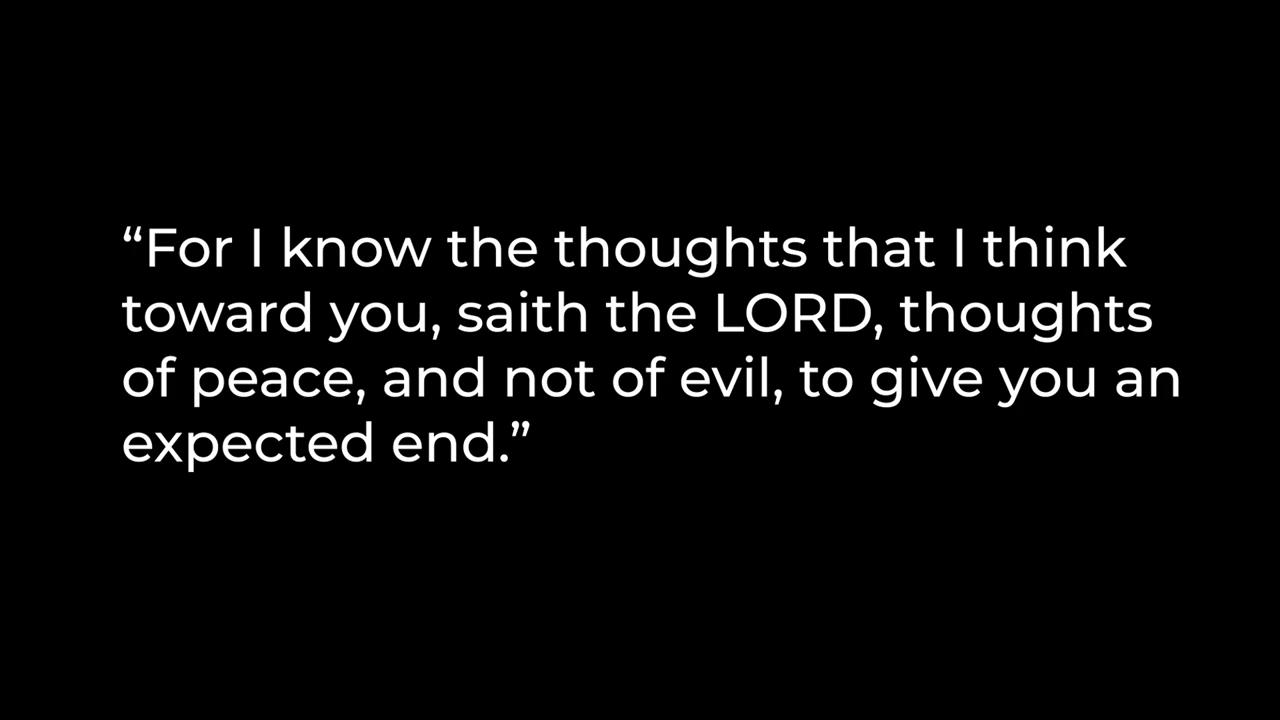 “For I know the thoughts that I think
toward you, saith the LORD, thoughts
of peace, and not of evil, to give you an
expected end.”